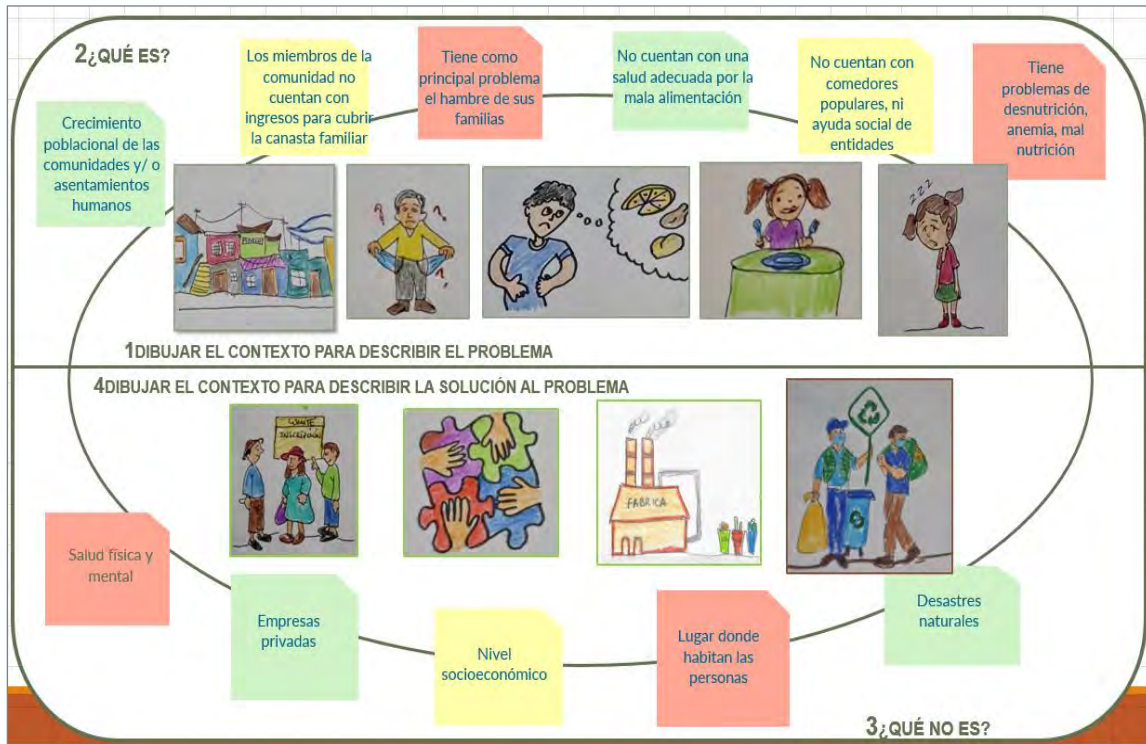 2¿QUÉ ES?
Crecimiento
poblacional de las
comunidades y/ o
asentamientos
humanos
Los miembros de la
comunidad no
cuentan con
ingresos para cubrir
la canasta familiar
Tiene como
principal problema
el hambre de sus
familias
No cuentan con una
salud adecuada por la
mala alimentación
No cuentan con
comedores
populares, ni
ayuda social de
entidades
Tiene
problemas de
desnutrición,
anemia, mal
nutrición
ZZZ
1DIBUJAR EL CONTEXTO PARA DESCRIBIR EL PROBLEMA
4DIBUJAR EL CONTEXTO PARA DESCRIBIR LA SOLUCIÓN AL PROBLEMA
COMITÉ
INSCRIPCIÓN
FABRICA
Salud física y
mental
Empresas
privadas
Nivel
socioeconómico
Lugar donde
habitan las
personas
Desastres
naturales
3¿QUÉ NO ES?